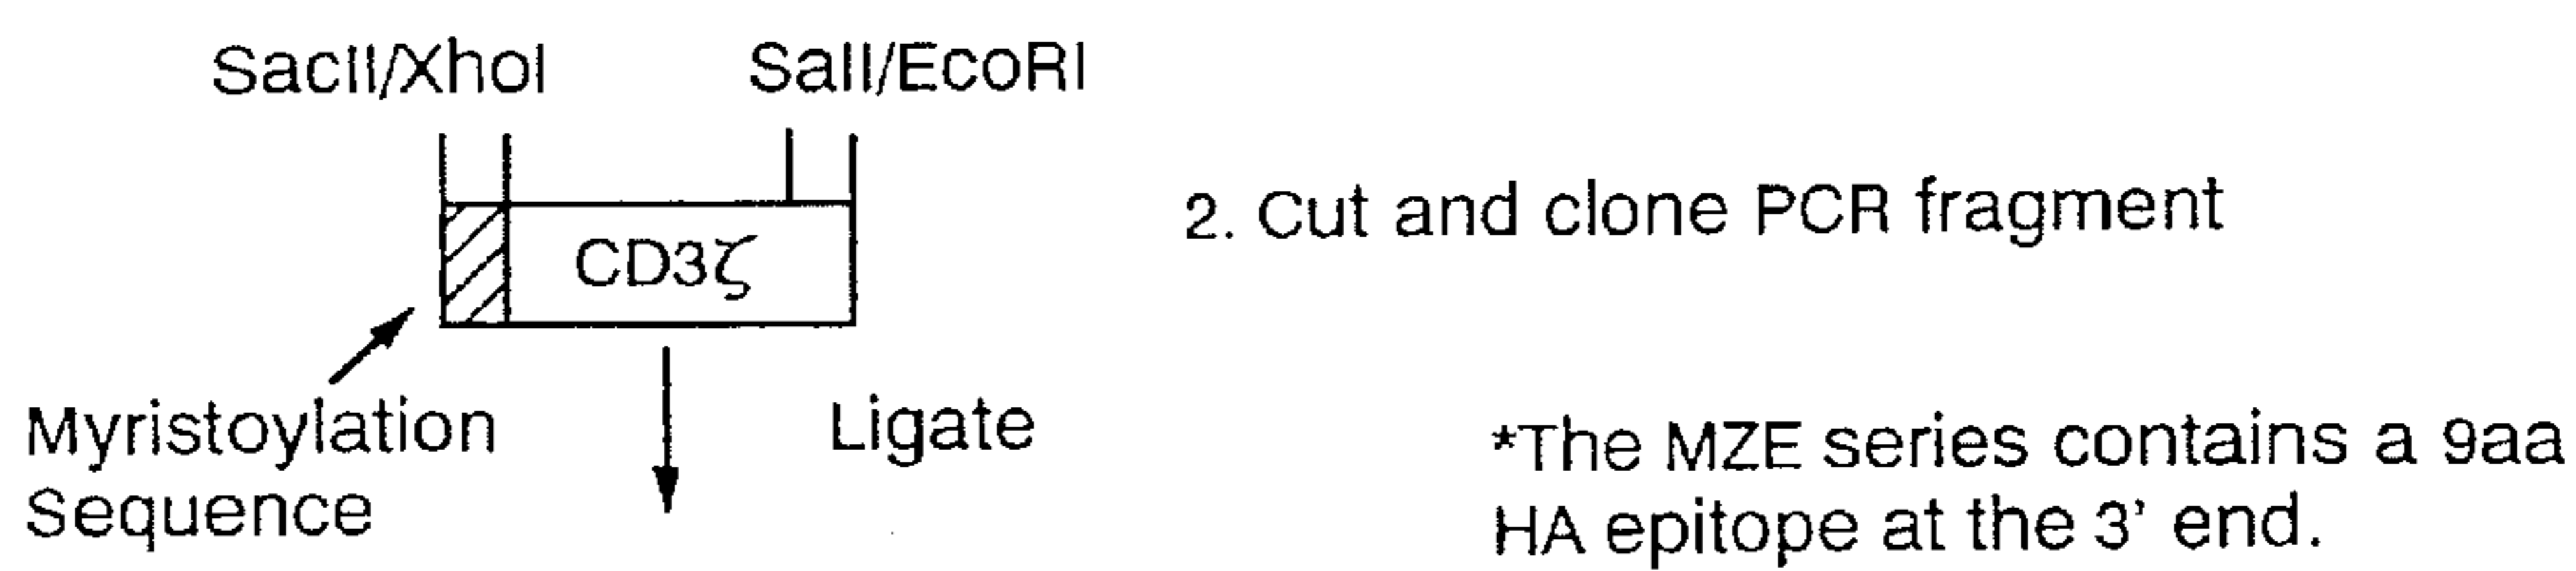 SacII/XhoI
SalI/EcoRI
2. Cut and clone PCR fragment
CD3ζ
Myristoylation
Sequence
Ligate
*The MZE series contains a 9aa
HA epitope at the 3' end.